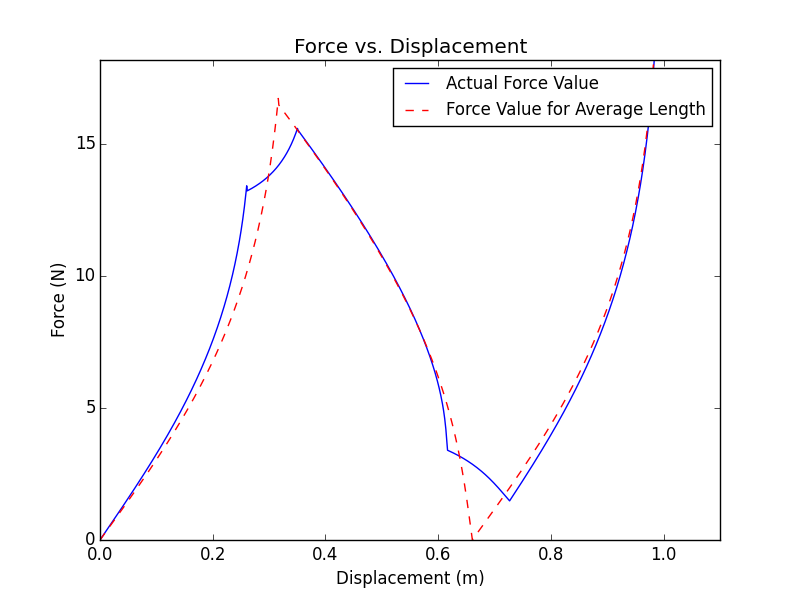 Force vs. Displacement
Actual Force Value
Force Value for Average Length
15
10
5
0
Force (N)
0.0 0.2 0.4 0.6 0.8 1.0
Displacement (m)